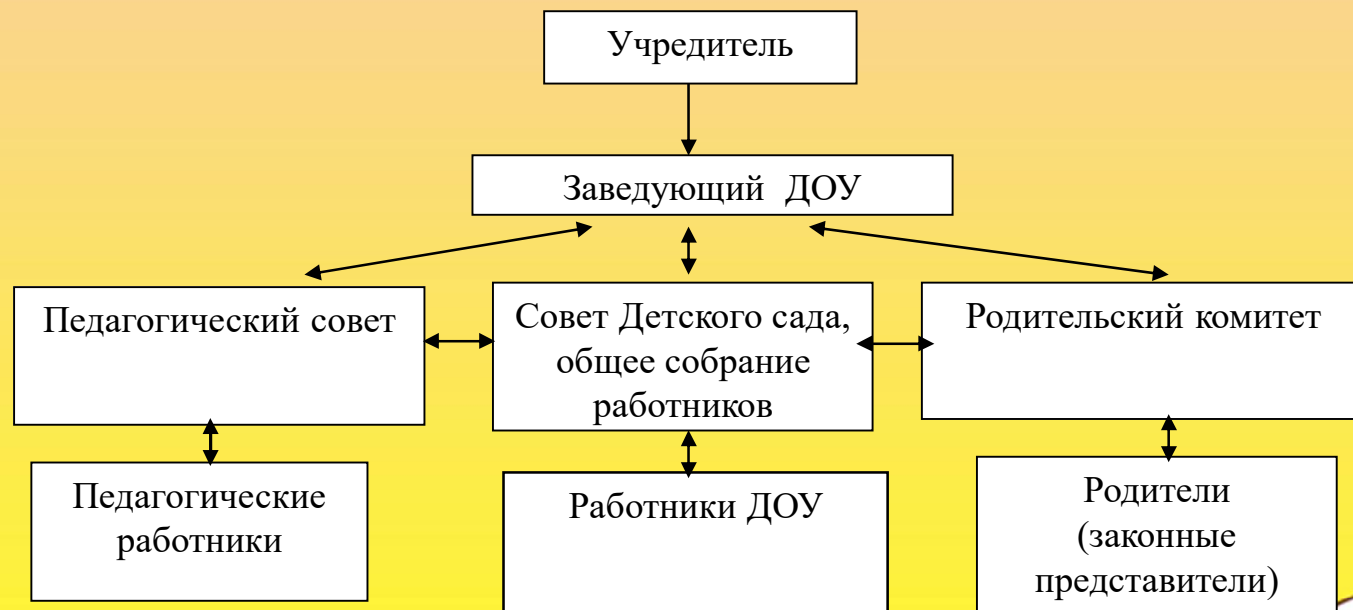 Учредитель
Заведующий ДОУ
Педагогический совет
Совет Детского сада,
общее собрание
работников
Родительский комитет
Педагогические
работники
Работники ДОУ
Родители
(законные
представители)